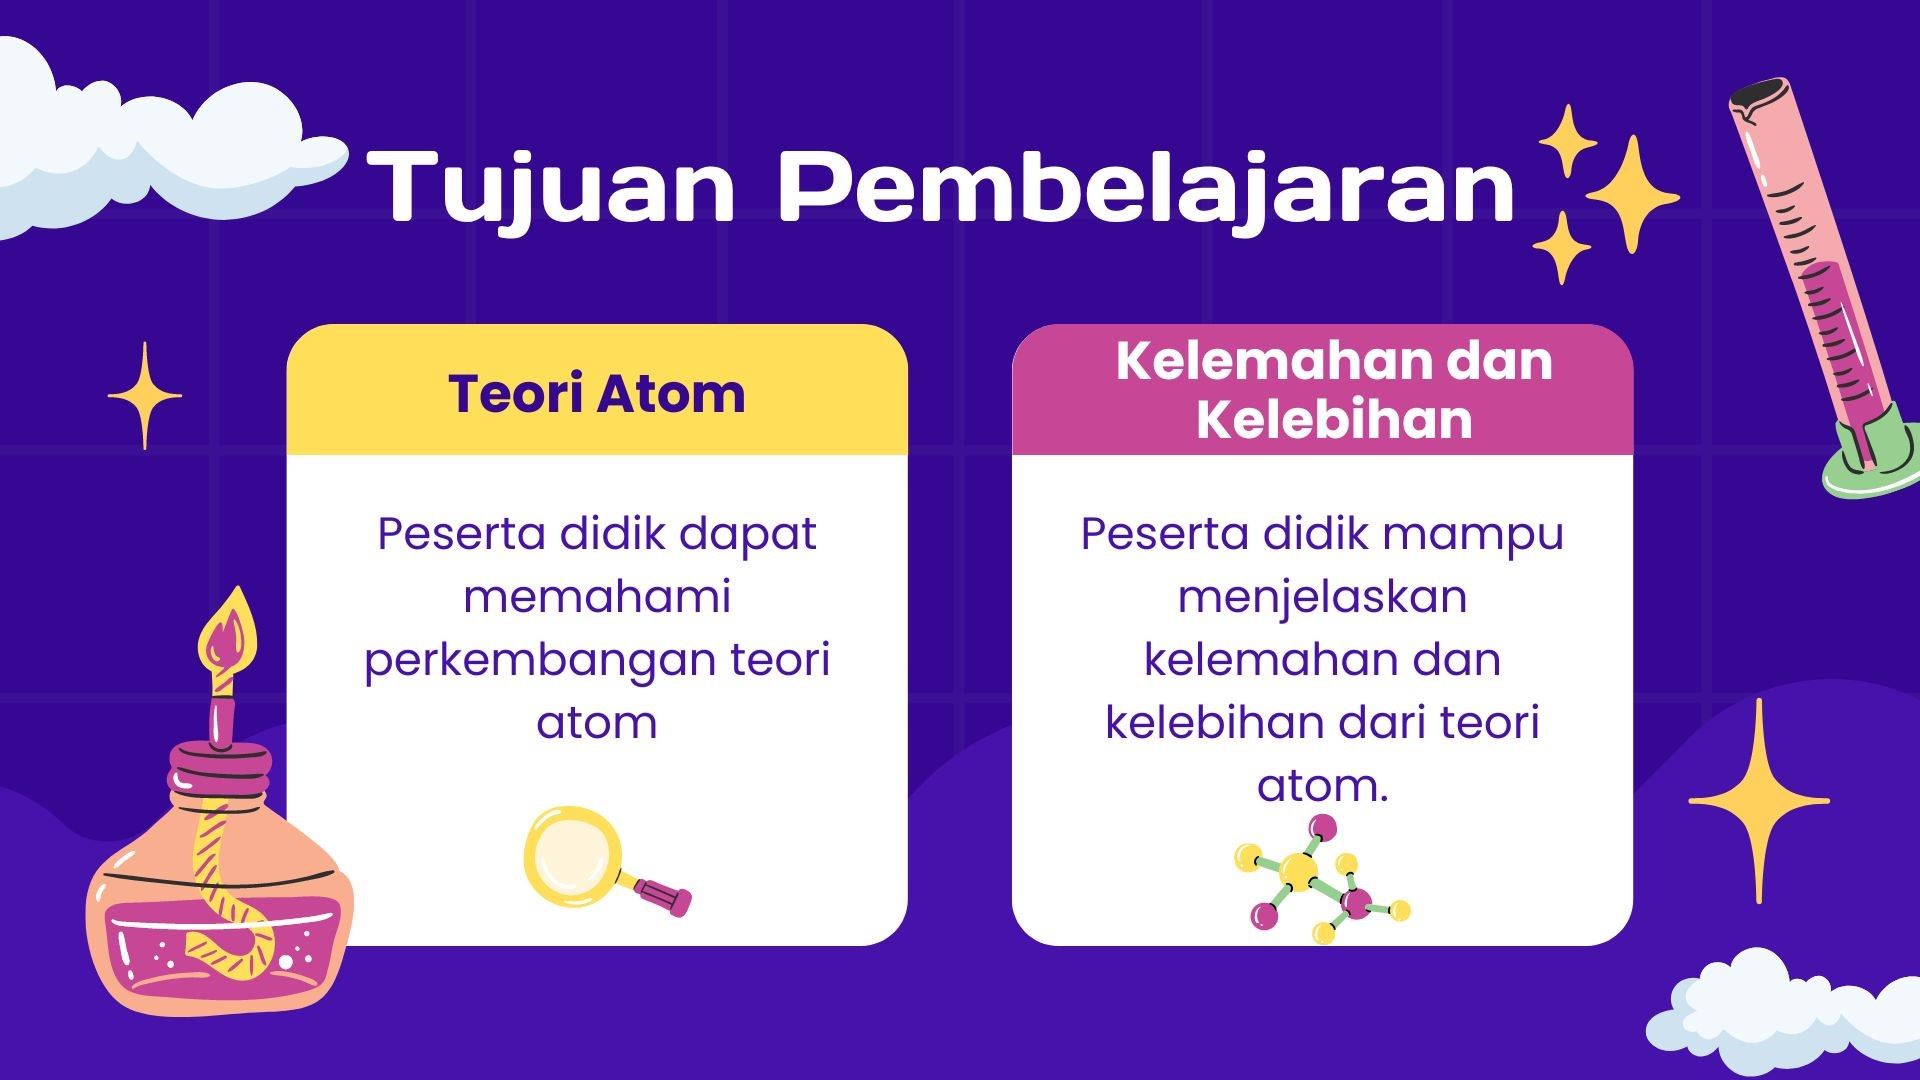 Tujuan Pembelajaran
Teori Atom
Peserta didik dapat
memahami
perkembangan teori
atom
Kelemahan dan
Kelebihan
Peserta didik mampu
menjelaskan
kelemahan dan
kelebihan dari teori
atom.